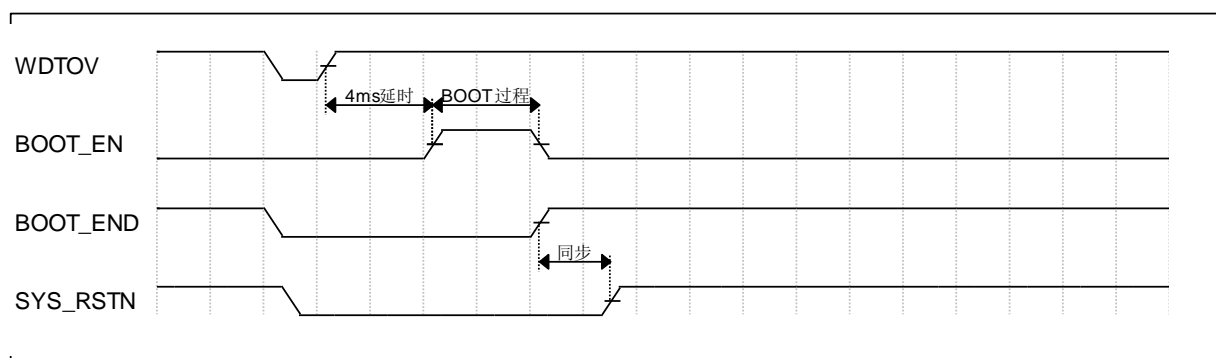 WDTOV
4ms延时 BOOT过程
BOOT_EN
BOOT_END
同步
SYS_RSTN